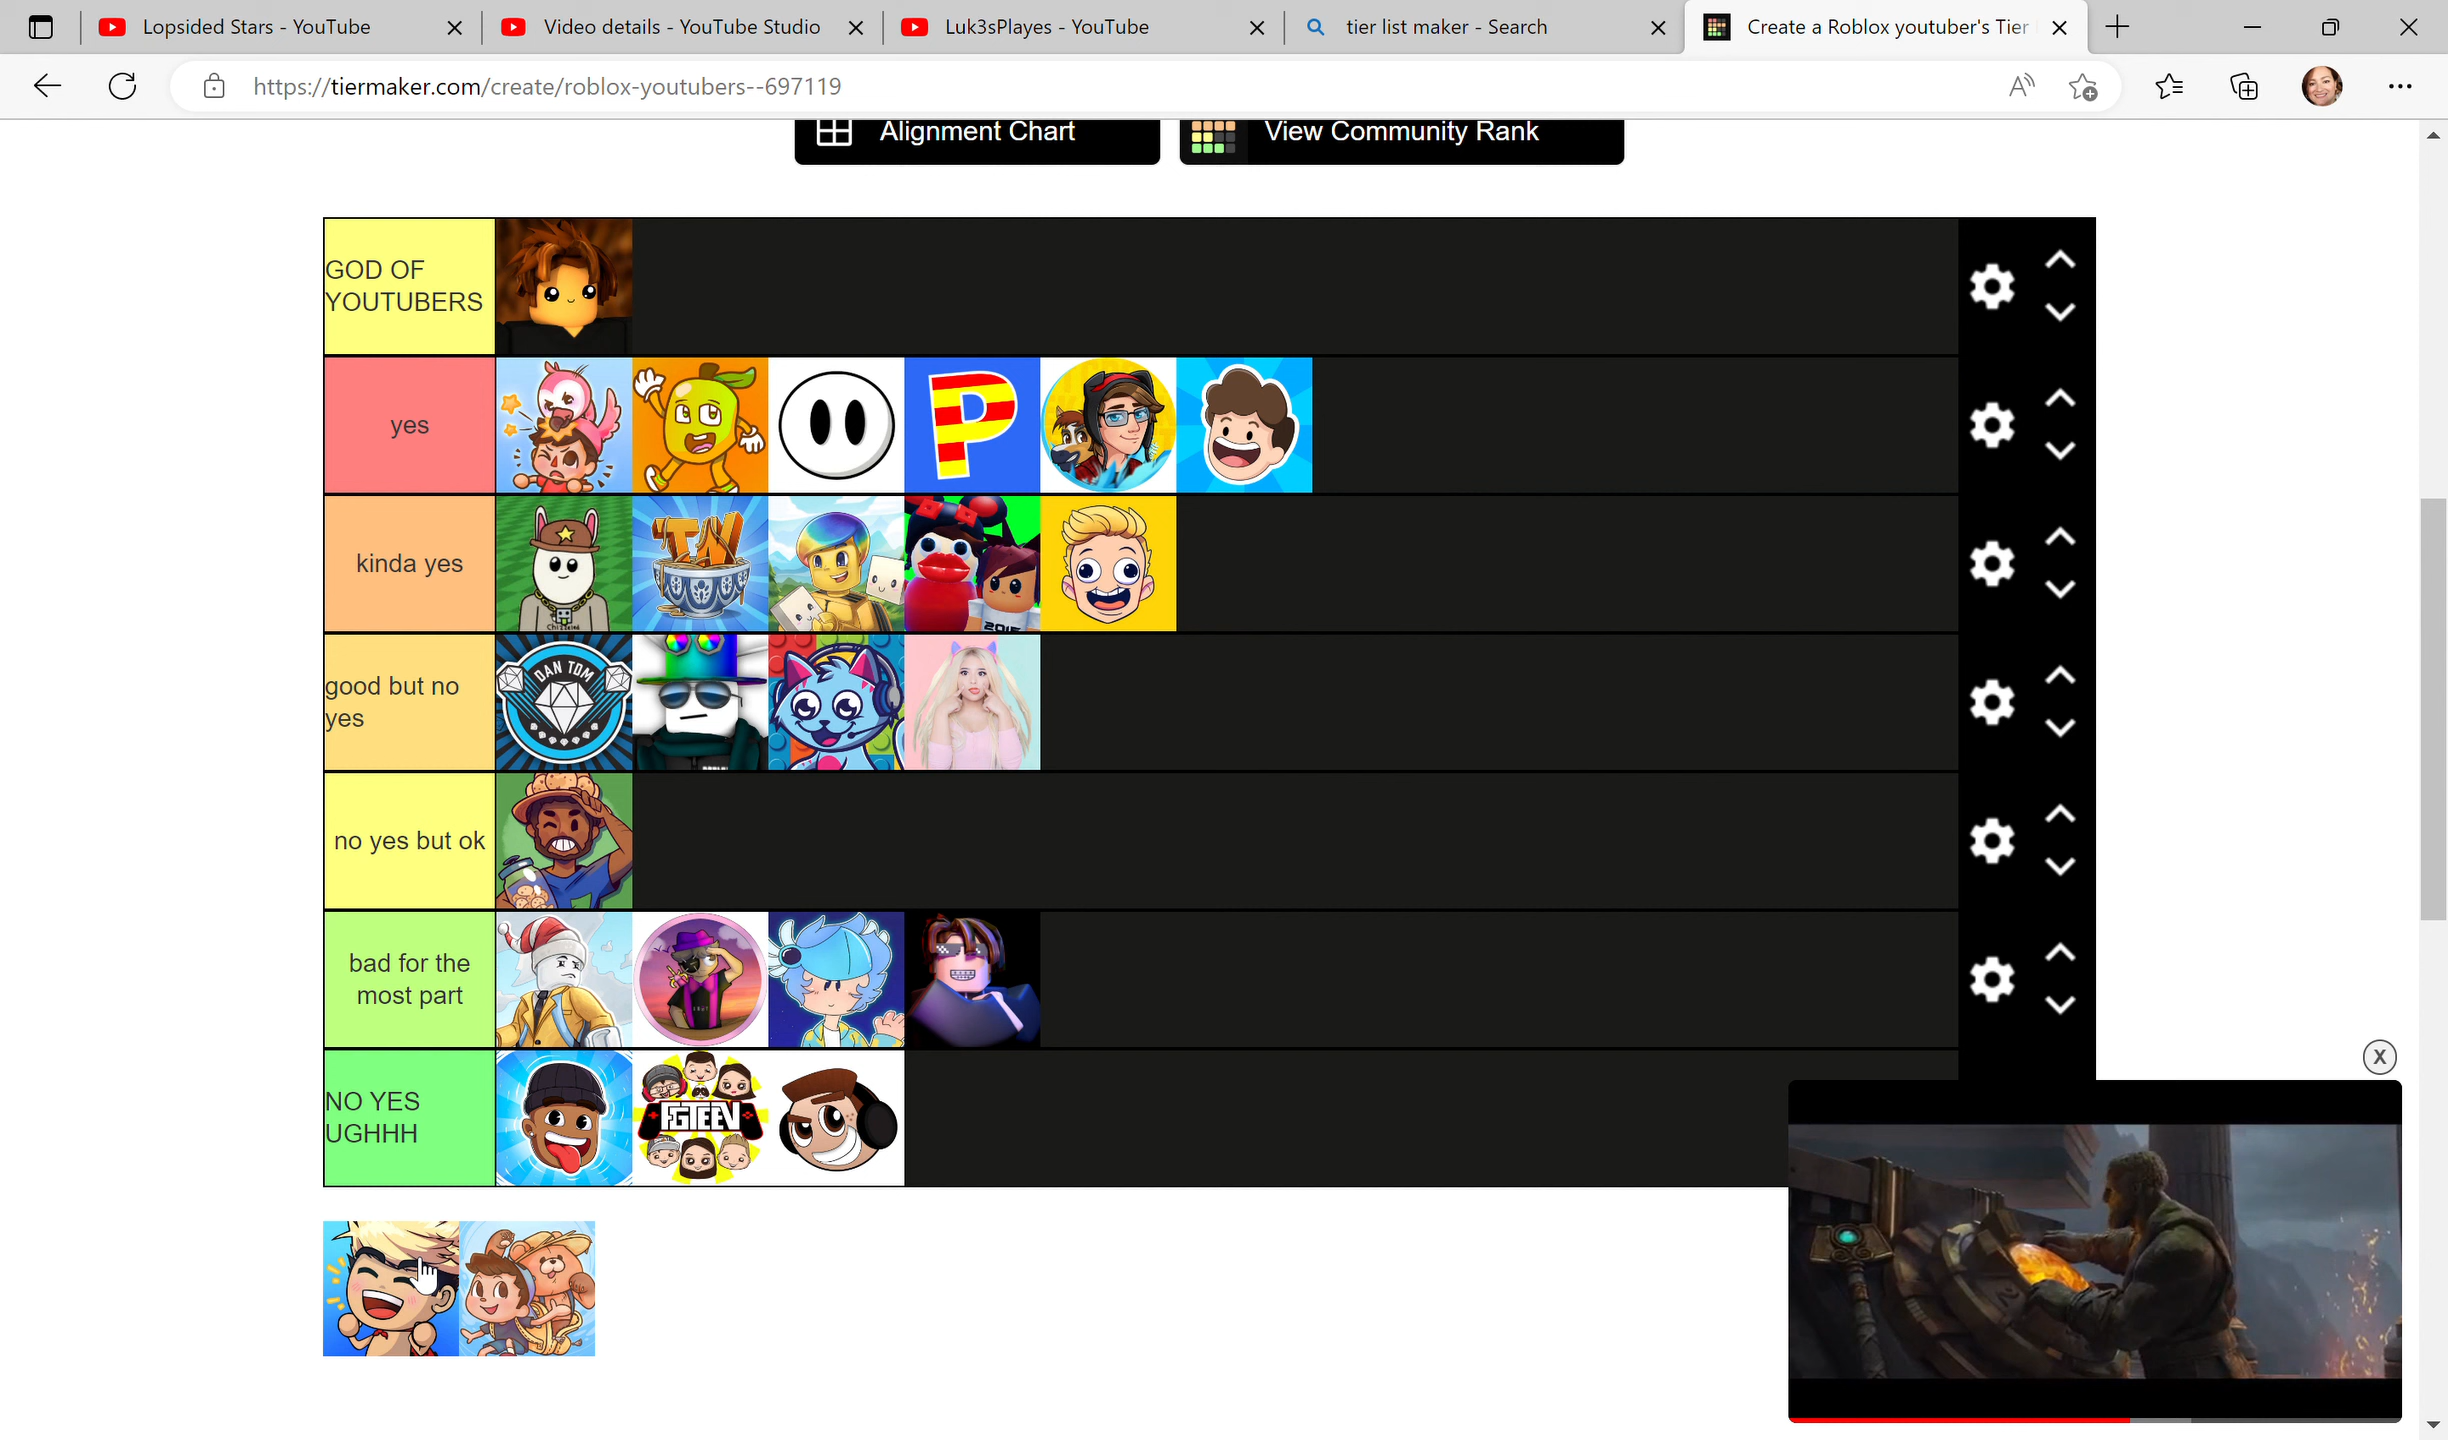 Lopsided Stars - YouTube
Video details - YouTube Studio
Luk3sPlayes - YouTube
tier list maker - Search
Create a Roblox youtuber's Tier
https://tiermaker.com/create/roblox-youtubers--697119
Alignment Chart
View Community Rank
GOD OF
YOUTUBERS
yes
P
kinda yes
TN
2015
good but no
yes
DAN TDM
no yes but ok
bad for the
most part
NO YES
UGHHH
FGTEEV
X